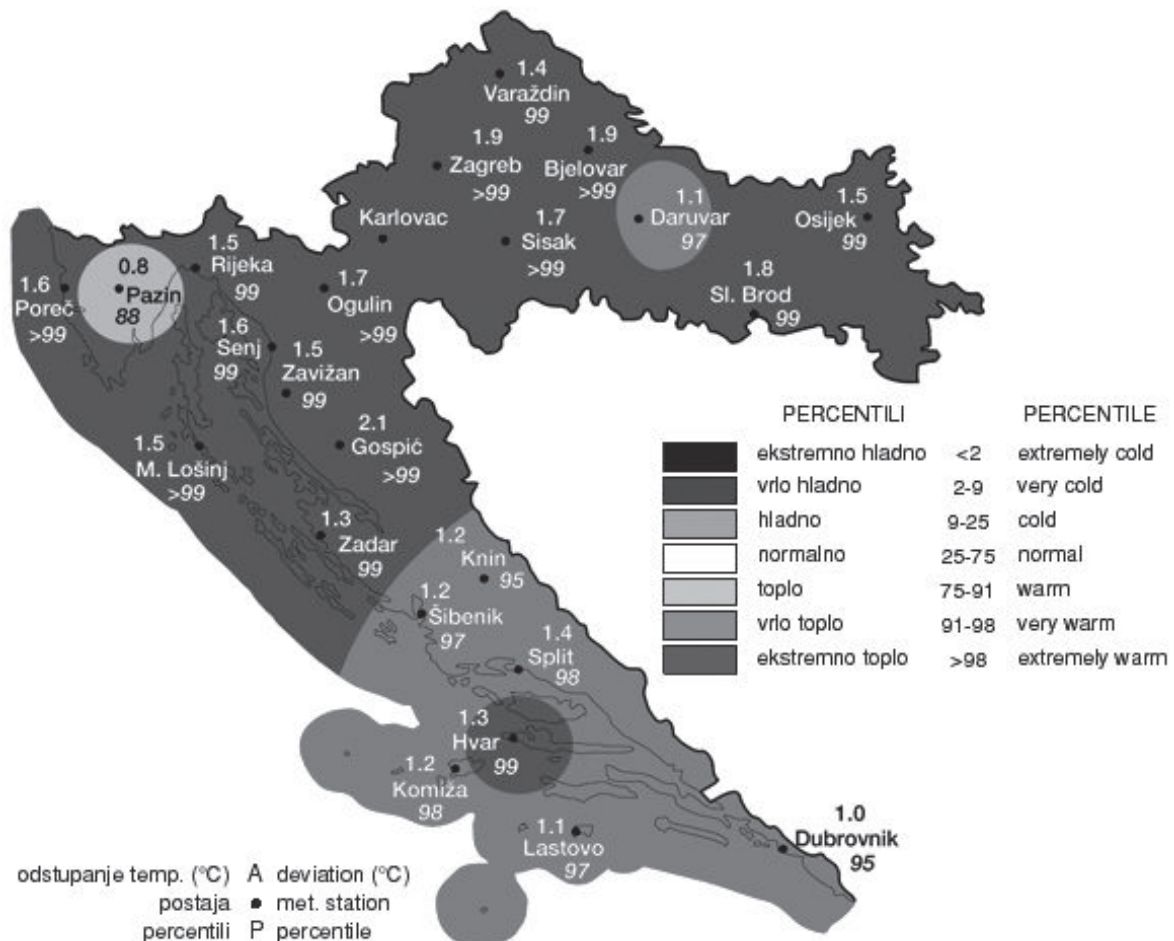 1.4
Varaždin
99
1.9
Zagreb
>99
1.9
Bjelovar
>99
1.1
Daruvar
97
1.5
Osijek
99
Karlovac
1.7
Sisak
>99
1.8
Sl. Brod
99
1.6
Poreč
>99
0.8
Pazin
88
1.5
Rijeka
99
1.7
Ogulin
>99
1.6
Senj
99
1.5
Zavižan
99
2.1
Gospić
>99
1.5
M. Lošinj
>99
1.3
Zadar
99
1.2
Knin
95
1.2
Šibenik
97
1.4
Split
98
1.3
Hvar
99
1.2
Komiža
98
1.1
Lastovo
97
1.0
Dubrovnik
95
PERCENTILI PERCENTILE
ekstremno hladno <2 extremely cold
vrlo hladno 2-9 very cold
hladno 9-25 cold
normalno 25-75 normal
toplo 75-91 warm
vrlo toplo 91-98 very warm
ekstremno toplo >98 extremely warm
odstupanje temp. (°C) A deviation (°C)
postaja met. station
percentili P percentile